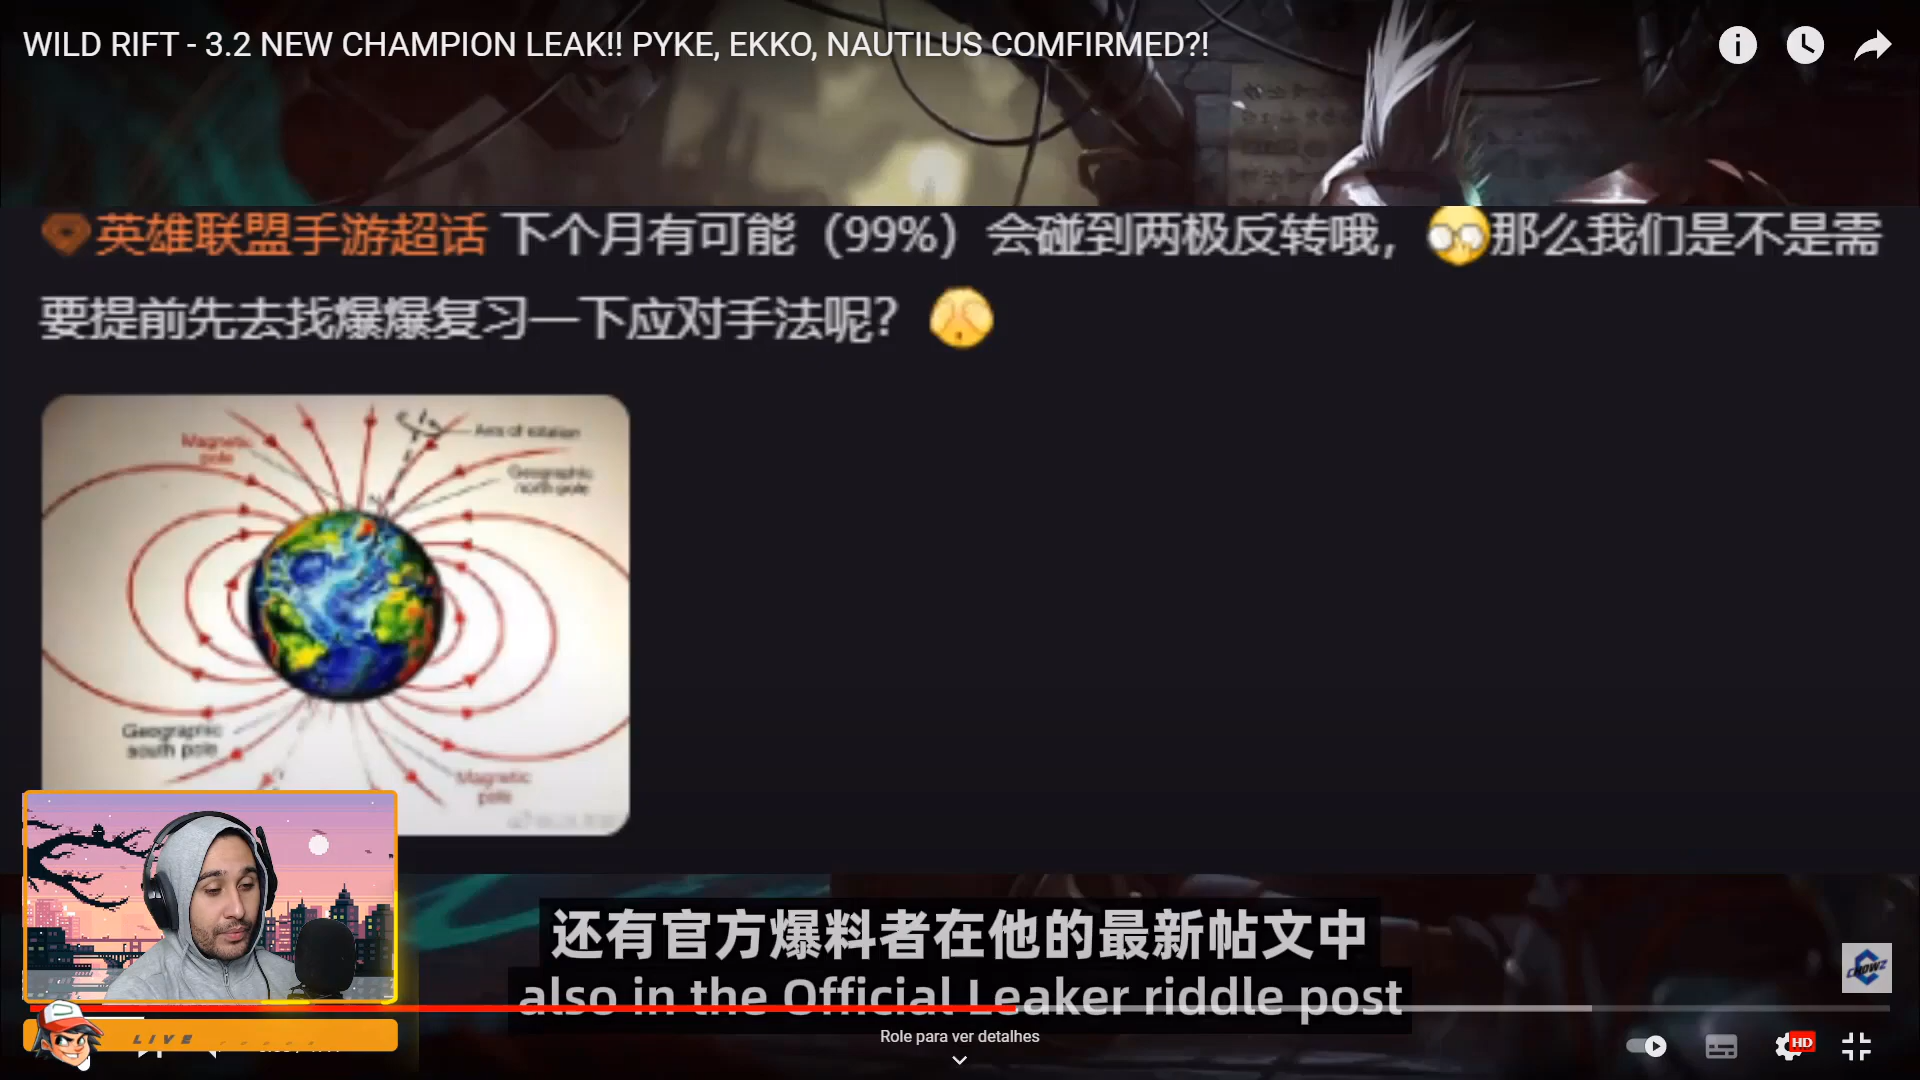 WILD RIFT - 3.2 NEW CHAMPION LEAK!! PYKE, EKKO, NAUTILUS COMFIRMED?!
英雄联盟手游超话 下个月有可能（99%）会碰到两极反转哦，那么我们是不是需
要提前先去找爆爆复习一下应对手法呢？
Axis of rotation
Magnetic
pole
Geographic
north pole
Geographic
south pole
Magnetic
pole
还有官方爆料者在他的最新帖文中
also in the Official Leaker riddle post
CHOWZ
Role para ver detalhes
LIVE
HD